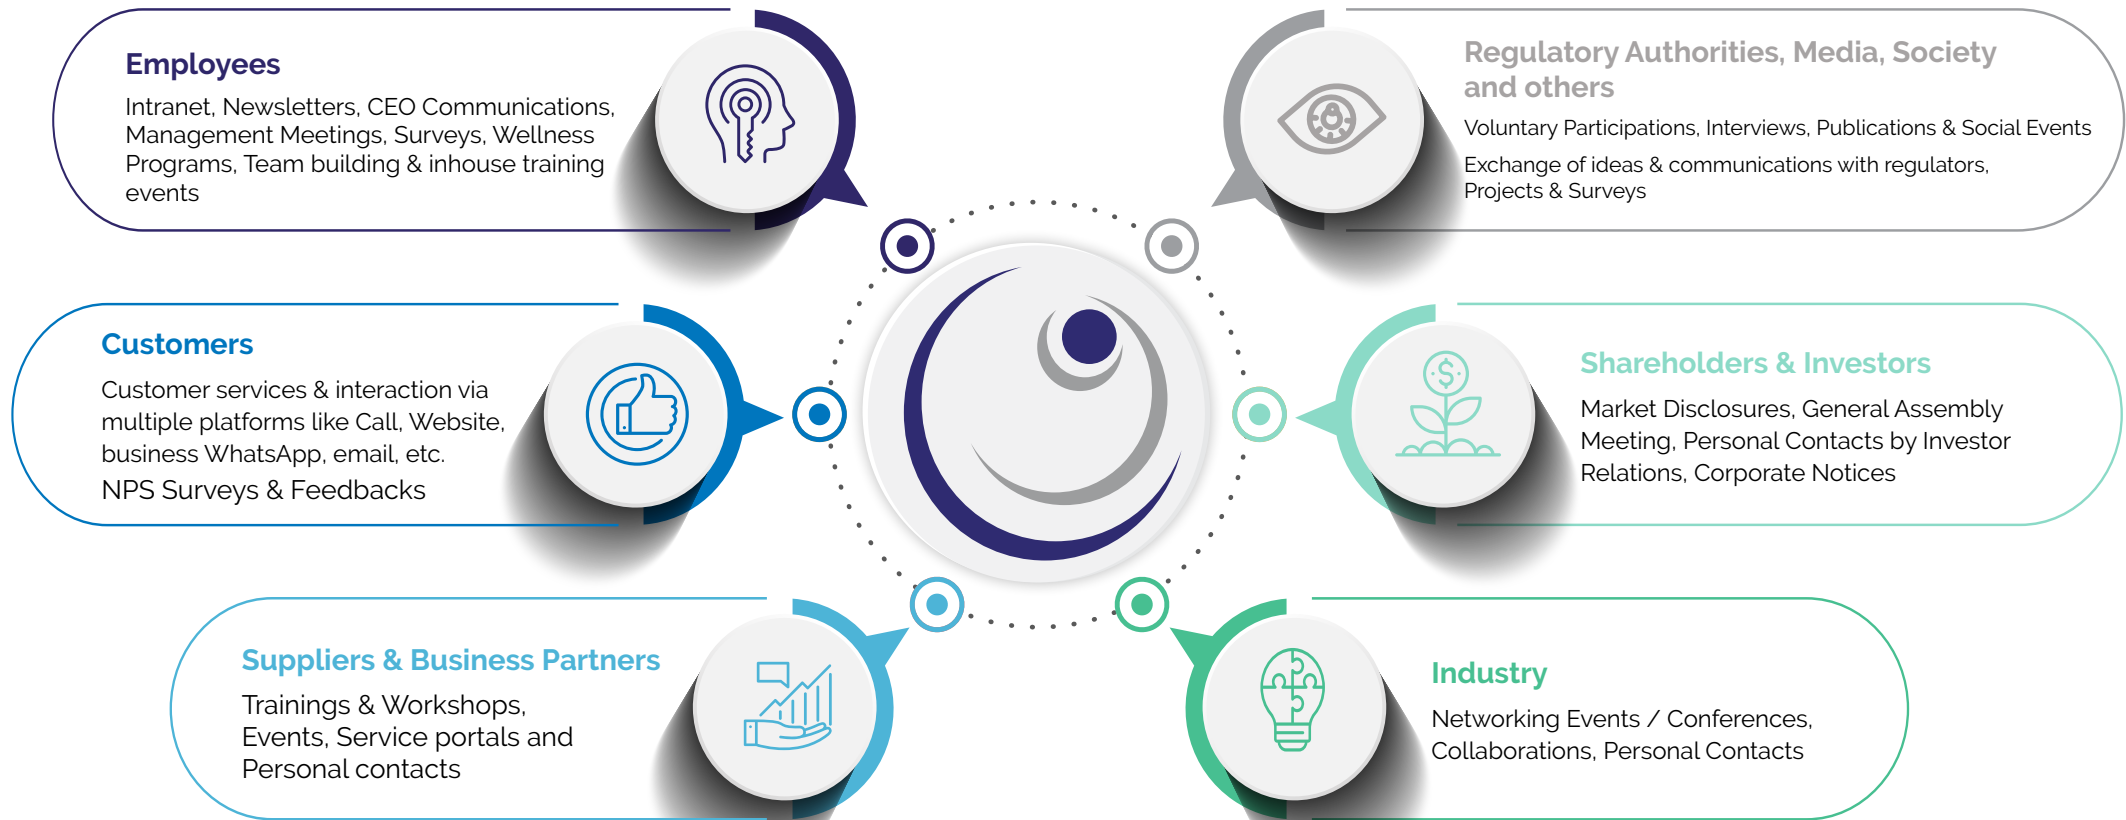 Employees
Intranet, Newsletters, CEO Communications,
Management Meetings, Surveys, Wellness
Programs, Team building & inhouse training
events
Customers
Customer services & interaction via
multiple platforms like Call, Website,
business WhatsApp, email, etc.
NPS Surveys & Feedbacks
Suppliers & Business Partners
Trainings & Workshops,
Events, Service portals and
Personal contacts
Regulatory Authorities, Media, Society
and others
Voluntary Participations, Interviews, Publications & Social Events
Exchange of ideas & communications with regulators,
Projects & Surveys
Shareholders & Investors
Market Disclosures, General Assembly
Meeting, Personal Contacts by Investor
Relations, Corporate Notices
Industry
Networking Events / Conferences,
Collaborations, Personal Contacts